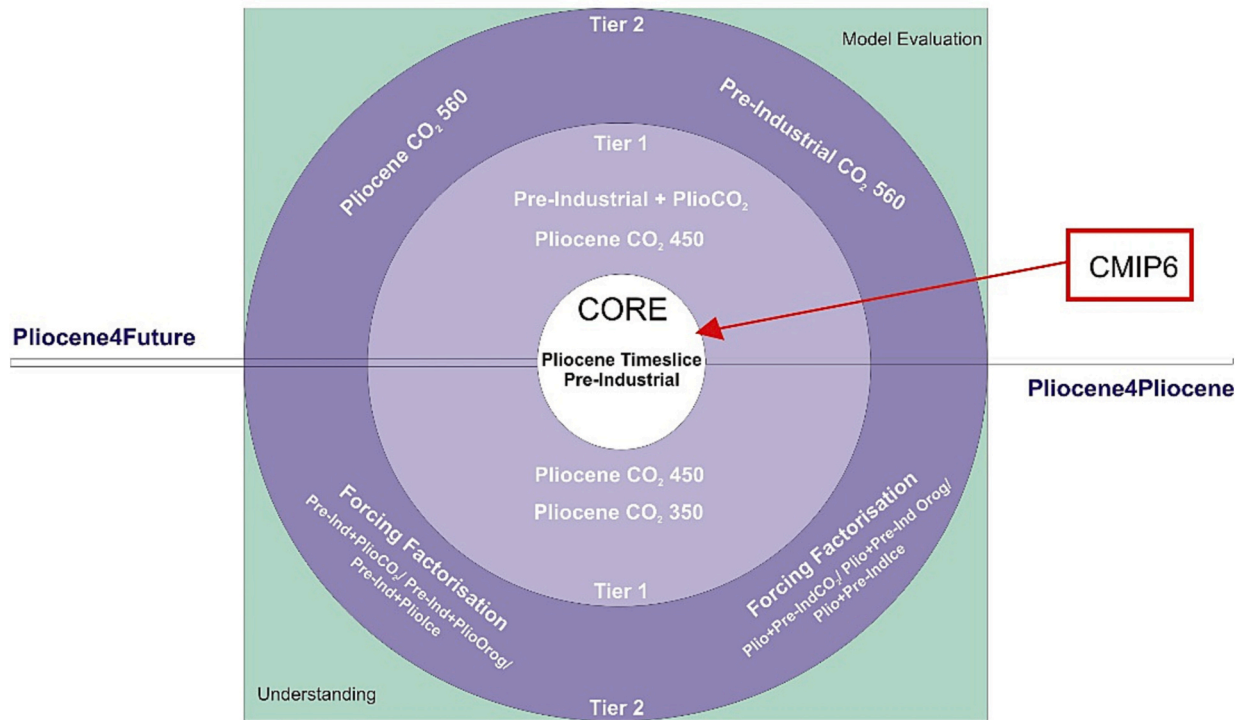 Tier 2
Model Evaluation
Pliocene CO₂ 560
Pre-Industrial CO₂ 560
Tier 1
Pre-Industrial + PlioCO₂
Pliocene CO₂ 450
CMIP6
CORE
Pliocene4Future
Pliocene Timeslice
Pre-Industrial
Pliocene4Pliocene
Pliocene CO₂ 450
Pliocene CO₂ 350
Forcing Factorisation
Pre-Ind+PlioCO₂/ Pre-Ind+PlioOrog/
Pre-Ind+PlioIce
Forcing Factorisation
Plio+Pre-IndCO₂/ Plio+Pre-Ind Orog/
Plio+Pre-IndIce
Tier 1
Understanding
Tier 2